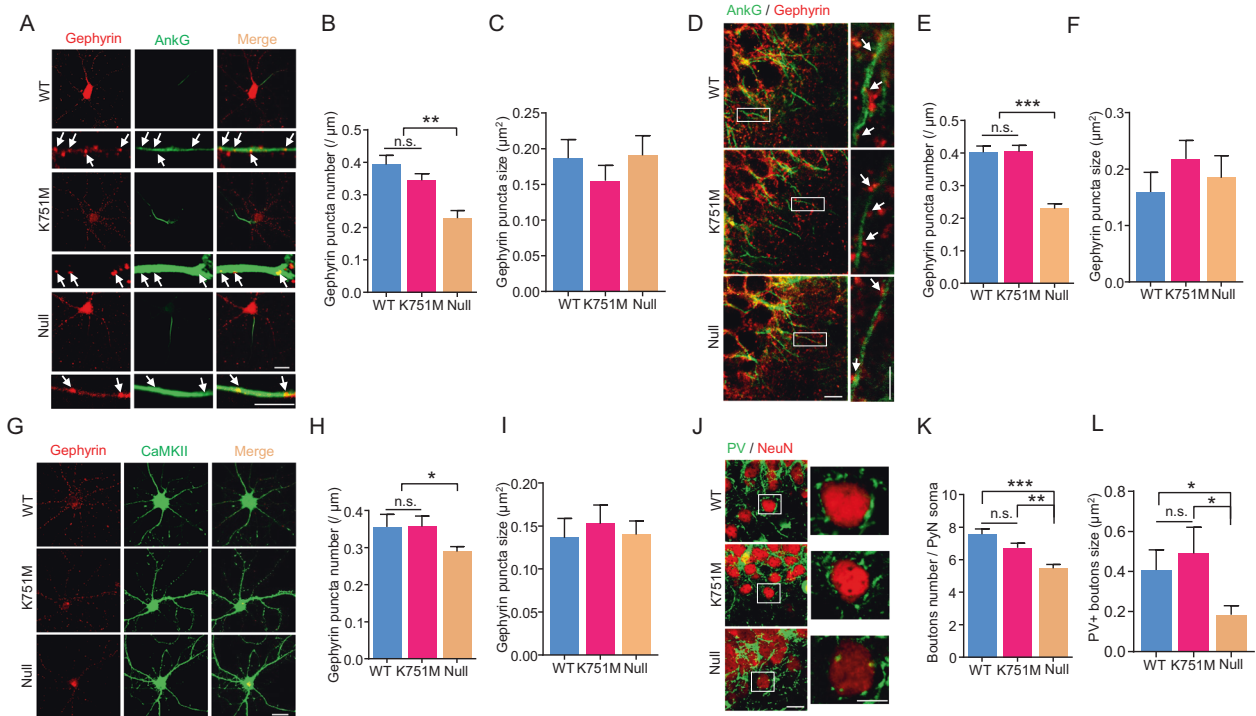 A
Gephyrin AnkG Merge
WT
K751M
Null
B
Gephyrin puncta number (/ μm)
0.4
0.3
0.2
0.1
0.0
n.s.
**
WT K751M Null
C
Gephyrin puncta size (μm²)
0.25
0.20
0.15
0.10
0.05
0.00
WT K751M Null
D
AnkG / Gephyrin
WT
K751M
Null
E
Gephyrin puncta number (/ μm)
0.5
0.4
0.3
0.2
0.1
0.0
n.s.
***
WT K751M Null
F
Gephyrin puncta size (μm²)
0.3
0.2
0.1
0.0
WT K751M Null
G
Gephyrin CaMKII Merge
WT
K751M
Null
H
Gephyrin puncta number (/ μm)
0.4
0.3
0.2
0.1
0.0
n.s.
*
WT K751M Null
I
Gephyrin puncta size (μm²)
0.20
0.15
0.10
0.05
0.00
WT K751M Null
J
PV / NeuN
WT
K751M
Null
K
Boutons number / PyN soma
10
8
6
4
2
0
***
n.s. **
WT K751M Null
L
PV+ boutons size (μm²)
0.8
0.6
0.4
0.2
0.0
*
n.s. *
WT K751M Null